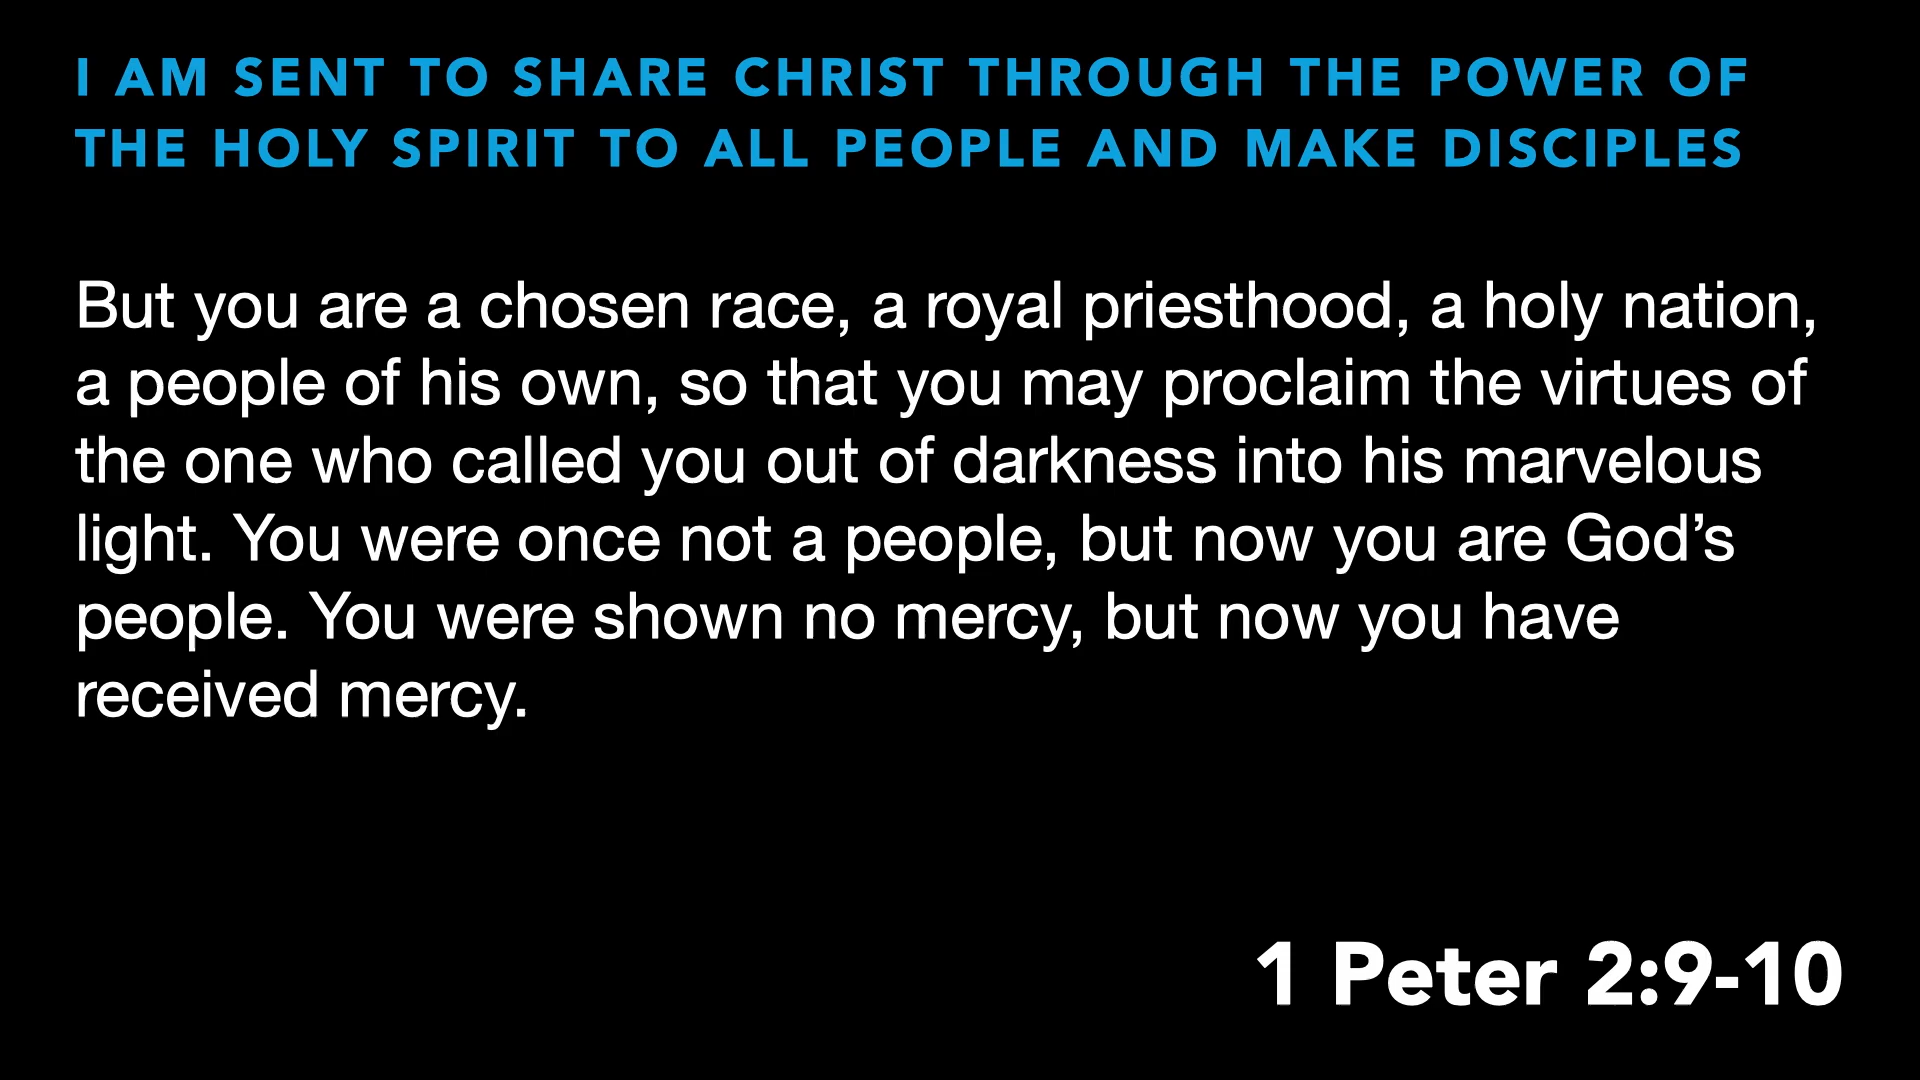 I AM SENT TO SHARE CHRIST THROUGH THE POWER OF
THE HOLY SPIRIT TO ALL PEOPLE AND MAKE DISCIPLES
But you are a chosen race, a royal priesthood, a holy nation,
a people of his own, so that you may proclaim the virtues of
the one who called you out of darkness into his marvelous
light. You were once not a people, but now you are God’s
people. You were shown no mercy, but now you have
received mercy.
1 Peter 2:9-10